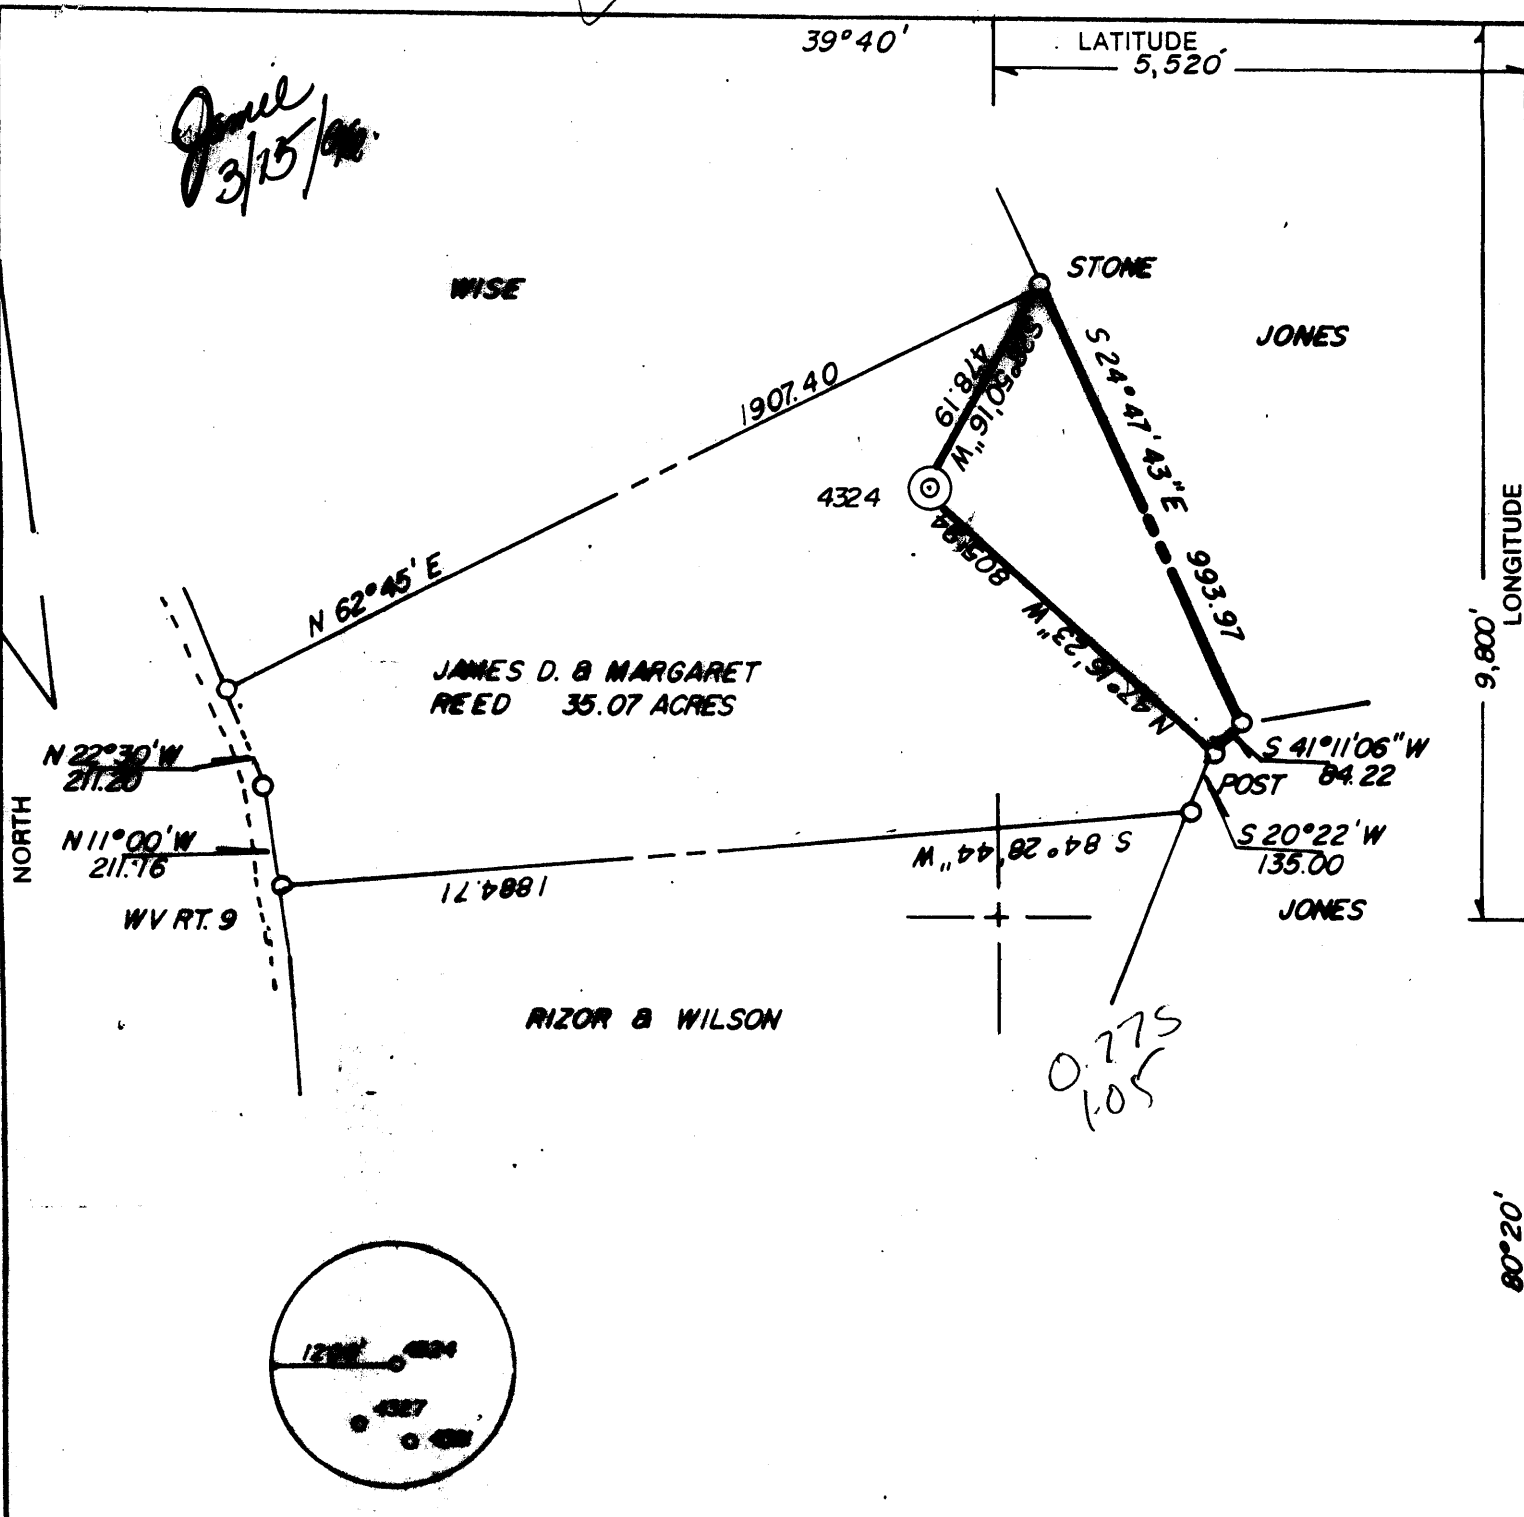 39°40'
LATITUDE
5,520'
3/15/
WISE
STONE
JONES
S 24°47'43"E
993.97
478.19
1907.40
N 62°45' E
4324
N 47°16'23" W
JAMES D. & MARGARET
REED 35.07 ACRES
LONGITUDE
9,800'
N 22°30'W
211.20
N 11°00'W
211.16
WV RT. 9
NORTH
S 41°11'06"W
84.22
POST
S 20°22'W
135.00
JONES
S 84°28'44"W
1884.71
RIZOR & WILSON
0.775
1.05
80°20'
4327